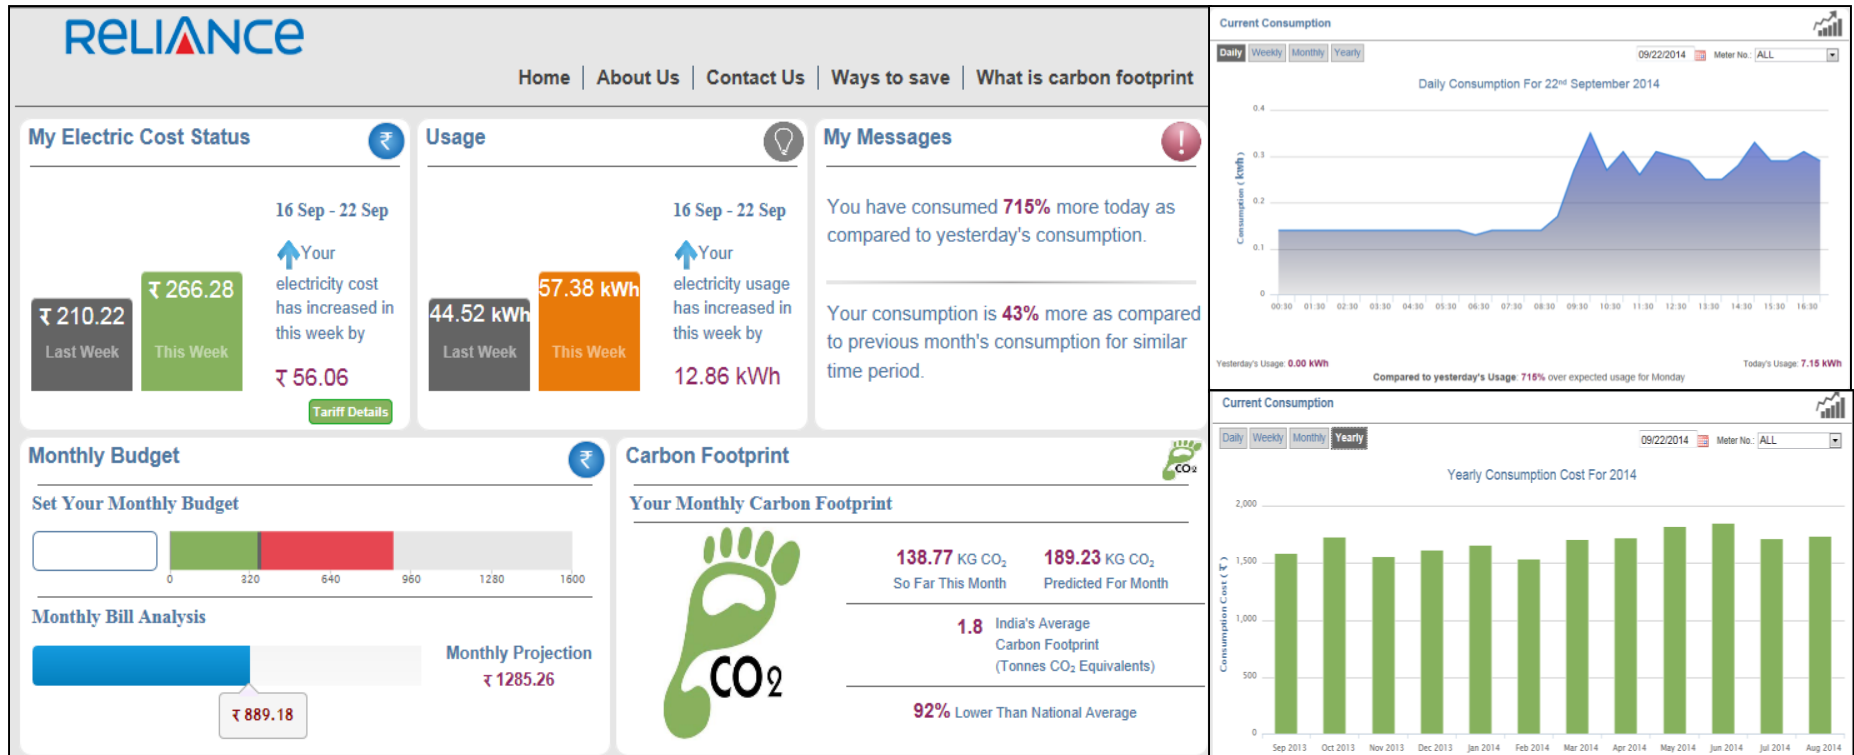 RELIANCE
Home | About Us | Contact Us | Ways to save | What is carbon footprint
My Electric Cost Status
₹
16 Sep - 22 Sep
Your
electricity cost
has increased in
this week by
₹ 56.06
₹ 210.22
Last Week
₹ 266.28
This Week
Tariff Details
Usage
16 Sep - 22 Sep
Your
electricity usage
has increased in
this week by
12.86 kWh
44.52 kWh
Last Week
57.38 kWh
This Week
My Messages
!
You have consumed 715% more today as
compared to yesterday's consumption.
Your consumption is 43% more as compared
to previous month's consumption for similar
time period.
Monthly Budget
₹
Set Your Monthly Budget
0 320 640 960 1280 1600
Monthly Bill Analysis
₹ 889.18
Monthly Projection
₹ 1285.26
Carbon Footprint
CO2
Your Monthly Carbon Footprint
CO2
138.77 KG CO₂
So Far This Month
189.23 KG CO₂
Predicted For Month
1.8 India's Average
Carbon Footprint
(Tonnes CO₂ Equivalents)
92% Lower Than National Average
Current Consumption
Daily Weekly Monthly Yearly
09/22/2014 Meter No.: ALL
Daily Consumption For 22nd September 2014
Consumption (kwh)
0.4
0.3
0.2
0.1
0
00:30 01:30 02:30 03:30 04:30 05:30 06:30 07:30 08:30 09:30 10:30 11:30 12:30 13:30 14:30 15:30 16:30
Yesterday's Usage: 0.00 kWh
Today's Usage: 7.15 kWh
Compared to yesterday's Usage: 715% over expected usage for Monday
Current Consumption
Daily Weekly Monthly Yearly
09/22/2014 Meter No.: ALL
Yearly Consumption Cost For 2014
Consumption Cost (₹)
2,000
1,500
1,000
500
0
Sep 2013 Oct 2013 Nov 2013 Dec 2013 Jan 2014 Feb 2014 Mar 2014 Apr 2014 May 2014 Jun 2014 Jul 2014 Aug 2014